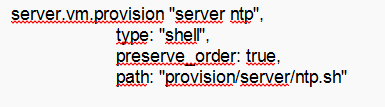 server.vm.provision "server ntp",
type: "shell",
preserve_order: true,
path: "provision/server/ntp.sh"